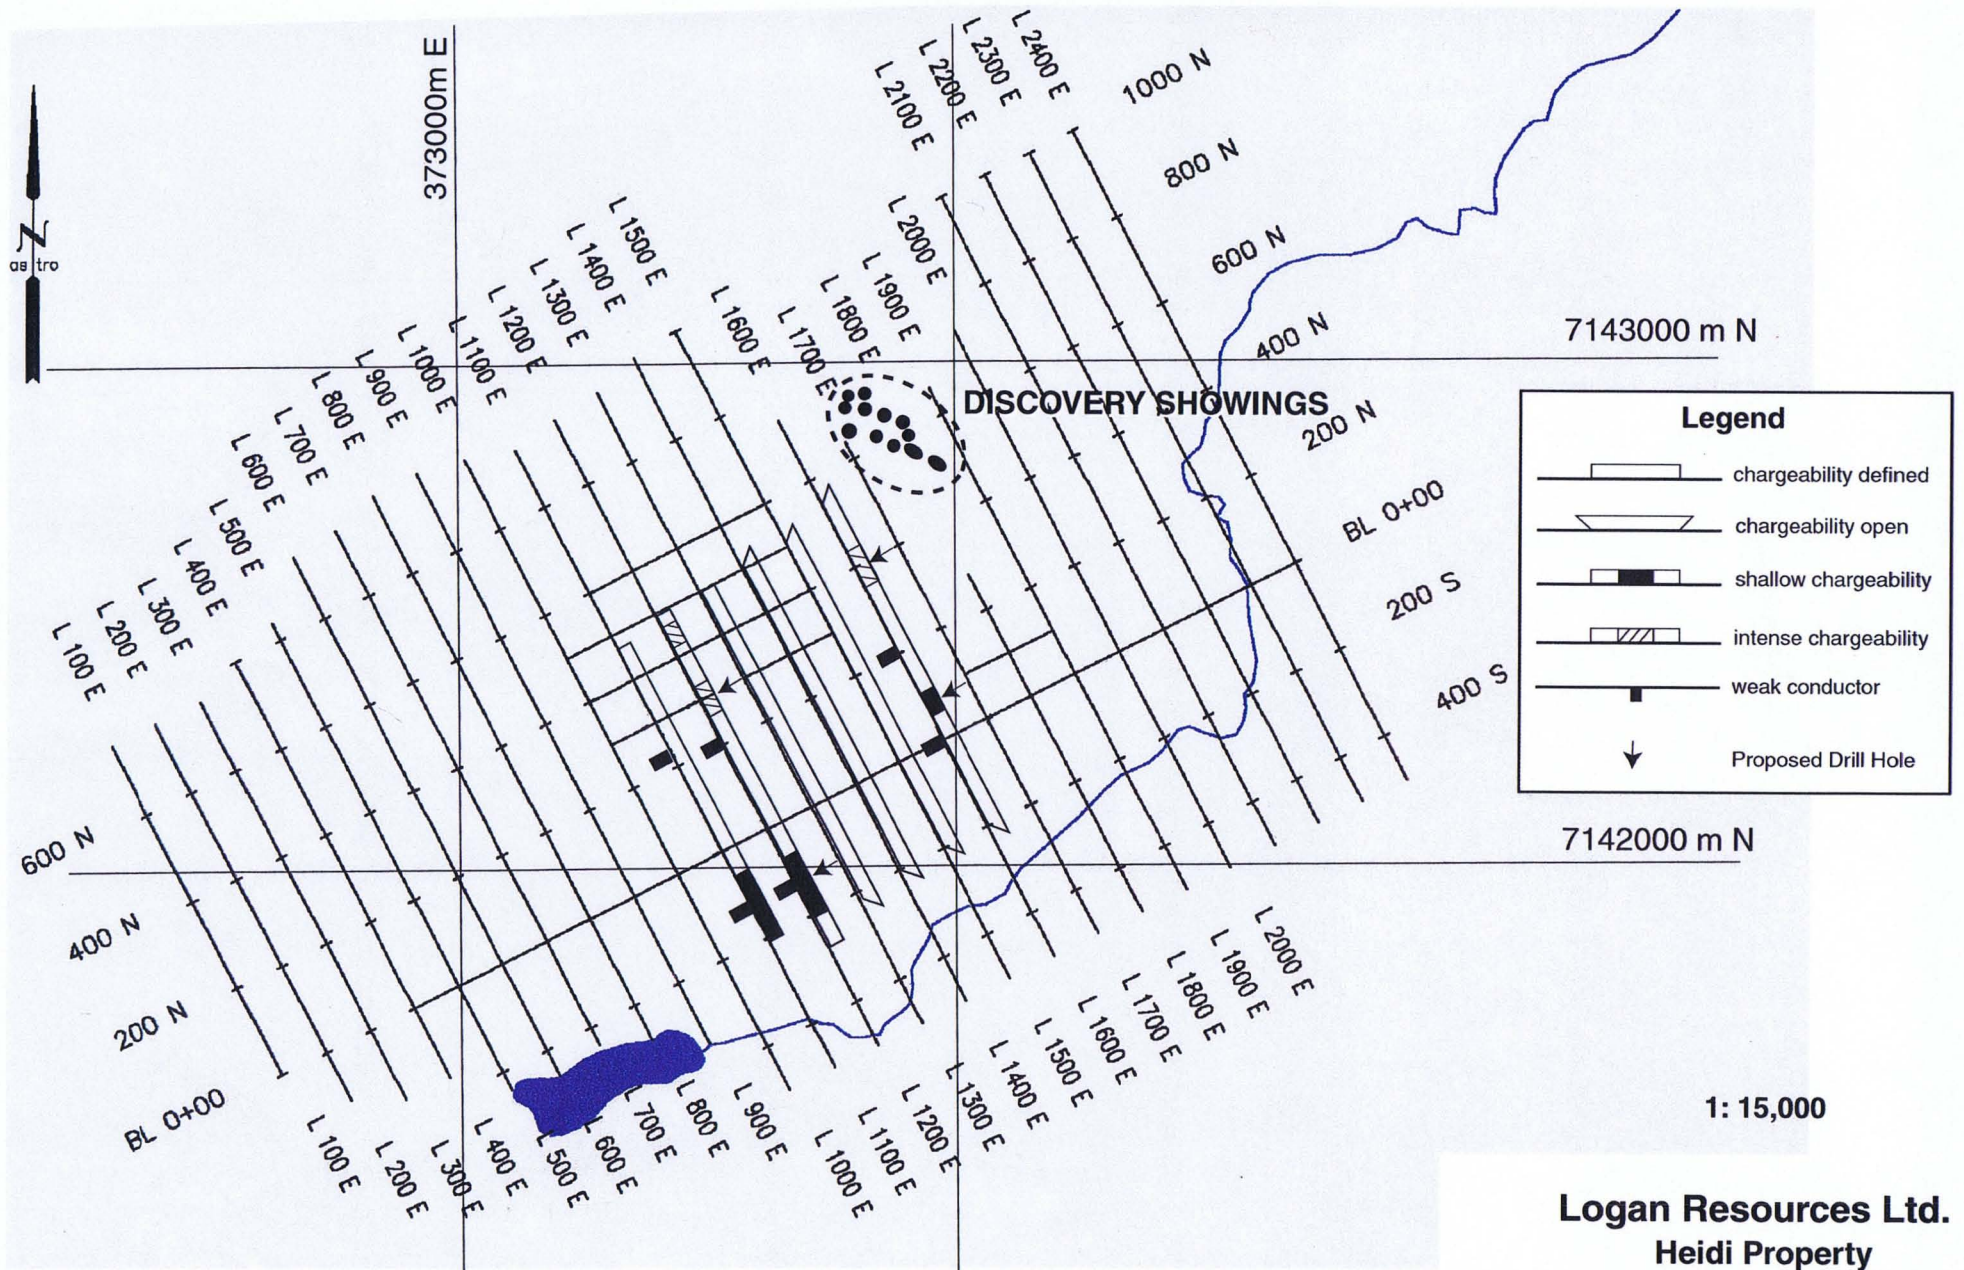 373000m E
L 2100 E
L 2200 E
L 2300 E
L 2400 E
1000 N
800 N
600 N
400 N
200 N
BL 0+00
200 S
400 S
Z
as tro
L 100 E
L 200 E
L 300 E
L 400 E
L 500 E
L 600 E
L 700 E
L 800 E
L 900 E
L 1000 E
L 1100 E
L 1200 E
L 1300 E
L 1400 E
L 1500 E
L 1600 E
L 1700 E
L 1800 E
L 1900 E
L 2000 E
7143000 m N
DISCOVERY SHOWINGS
Legend
chargeability defined
chargeability open
shallow chargeability
intense chargeability
weak conductor
Proposed Drill Hole
7142000 m N
600 N
400 N
200 N
BL 0+00
L 100 E
L 200 E
L 300 E
L 400 E
L 500 E
L 600 E
L 700 E
L 800 E
L 900 E
L 1000 E
L 1100 E
L 1200 E
L 1300 E
L 1400 E
L 1500 E
L 1600 E
L 1700 E
L 1800 E
L 1900 E
L 2000 E
1: 15,000
Logan Resources Ltd.
Heidi Property